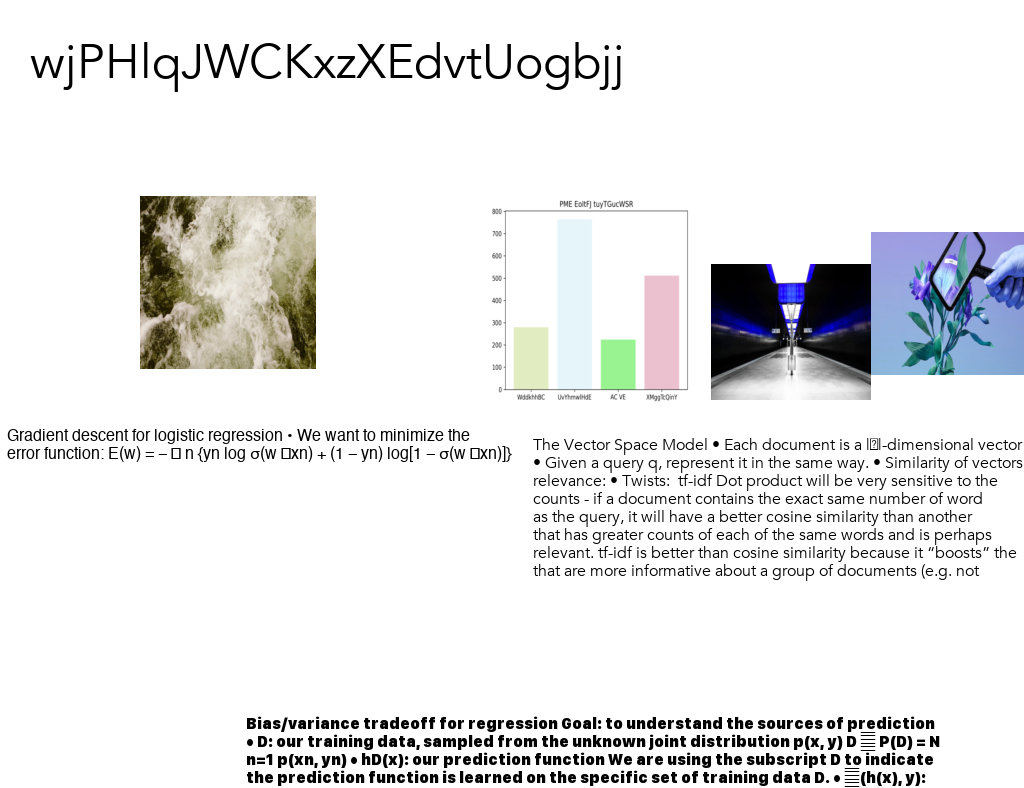 wjPHlqJWCKxzXEdvtUogbjj
PME EoItFJ tuyTGucWSR
800
700
600
500
400
300
200
100
0
WddkhhBC UvYhmwlHdE AC VE XMggTcQinY
Gradient descent for logistic regression • We want to minimize the
error function: E(w) = – □ n {yn log σ(w □xn) + (1 – yn) log[1 – σ(w □xn)]}
The Vector Space Model • Each document is a |⍰|-dimensional vector
• Given a query q, represent it in the same way. • Similarity of vectors
relevance: • Twists: tf-idf Dot product will be very sensitive to the
counts - if a document contains the exact same number of word
as the query, it will have a better cosine similarity than another
that has greater counts of each of the same words and is perhaps
relevant. tf-idf is better than cosine similarity because it “boosts” the
that are more informative about a group of documents (e.g. not
Bias/variance tradeoff for regression Goal: to understand the sources of prediction
• D: our training data, sampled from the unknown joint distribution p(x, y) D ▤ P(D) = N
n=1 p(xn, yn) • hD(x): our prediction function We are using the subscript D to indicate
the prediction function is learned on the specific set of training data D. • ▤(h(x), y):